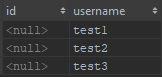 id username
<null> test1
<null> test2
<null> test3